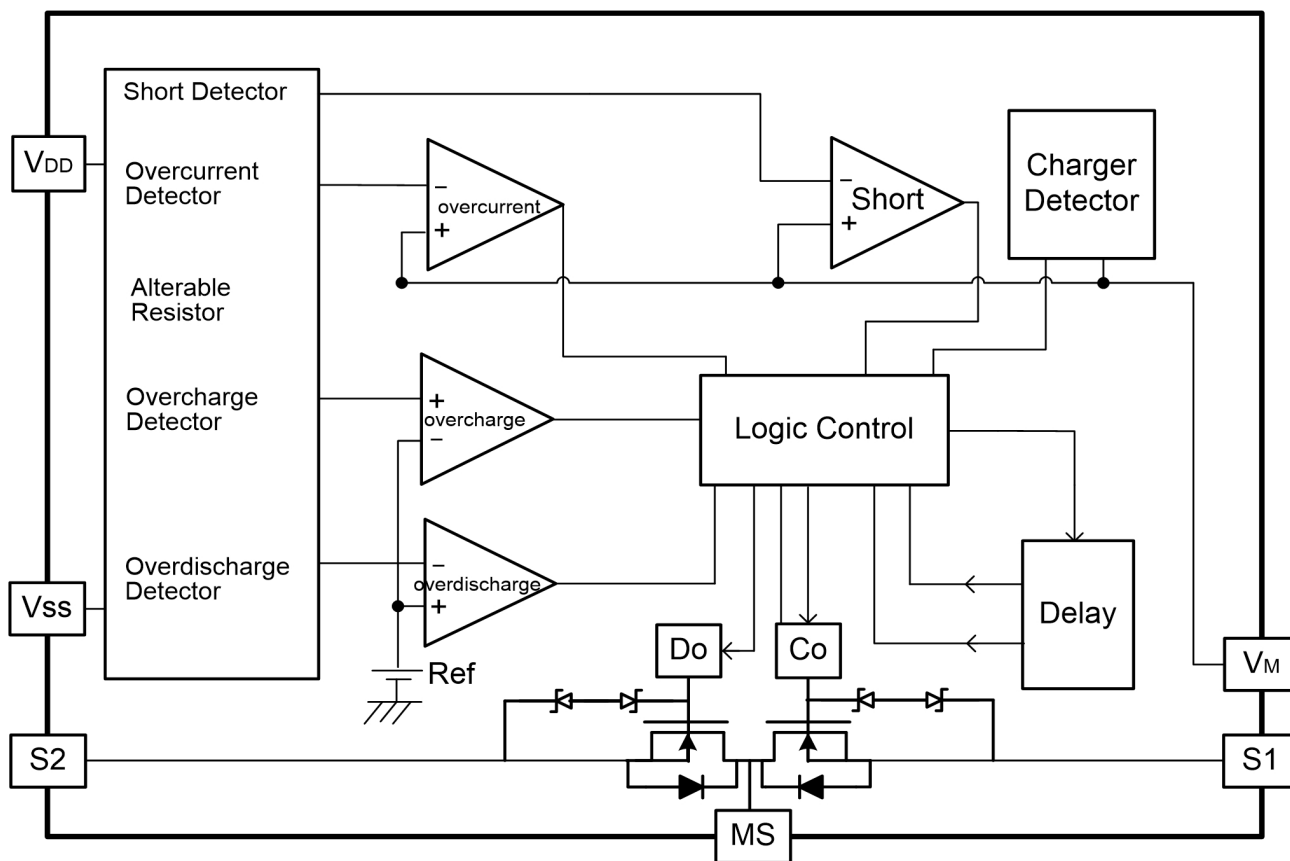 Short Detector
VDD
Overcurrent
Detector
− overcurrent
+
− Short
+
Charger
Detector
Alterable
Resistor
Overcharge
Detector
+
overcharge
−
Logic Control
Overdischarge
Detector
−
overdischarge
+
Vss
Delay
Do
Co
VM
Ref
S2
S1
MS